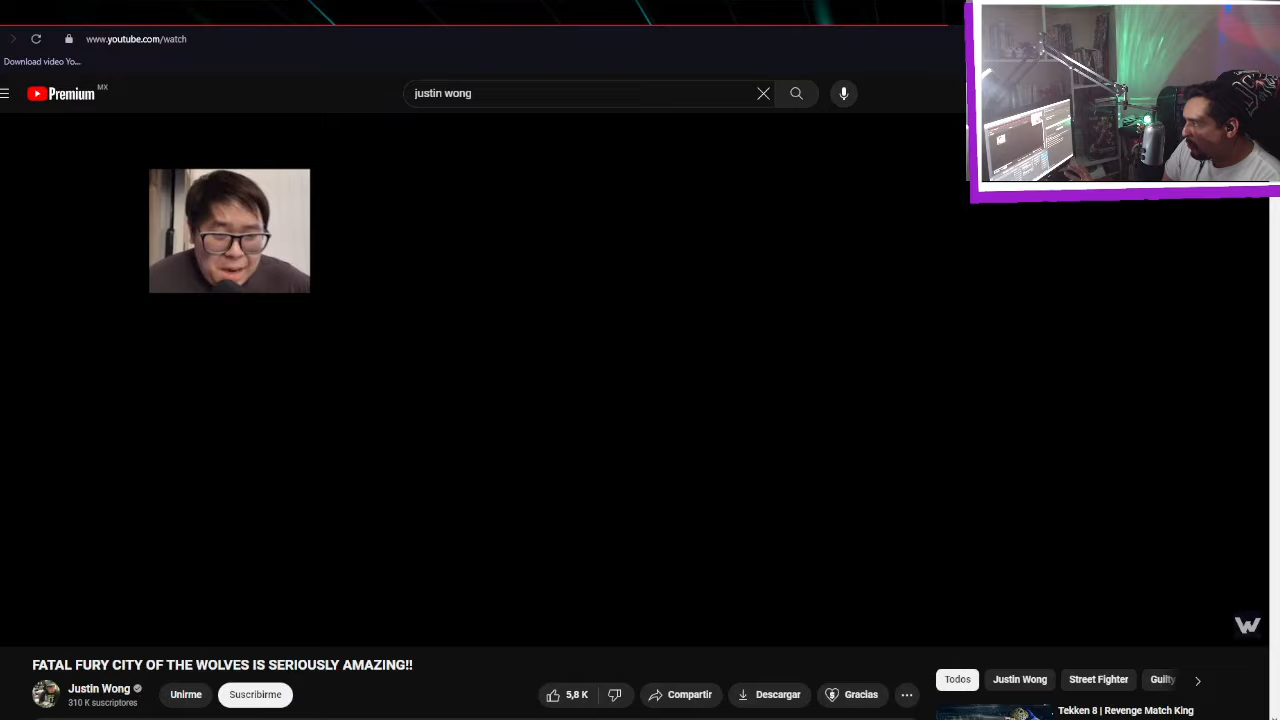 www.youtube.com/watch
Download video Yo...
Premium MX
justin wong
W
FATAL FURY CITY OF THE WOLVES IS SERIOUSLY AMAZING!!
Justin Wong
310 K suscriptores
Unirme
Suscribirme
5,8 K
Compartir
Descargar
Gracias
Todos
Justin Wong
Street Fighter
Guilty
Tekken 8 | Revenge Match King